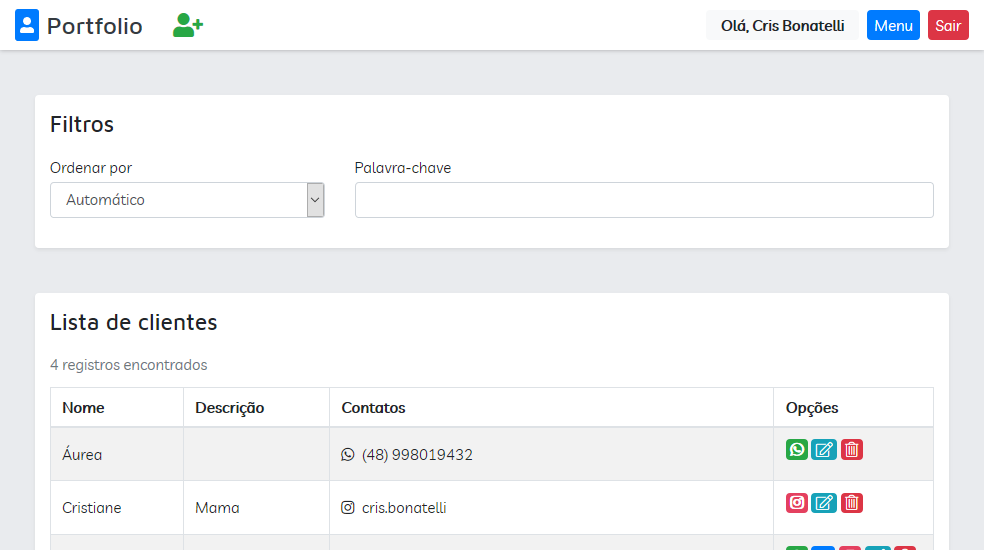 Portfolio
Olá, Cris Bonatelli
Menu
Sair
Filtros
Ordenar por
Palavra-chave
Automático
Lista de clientes
4 registros encontrados
Nome Descrição Contatos Opções
Áurea (48) 998019432
Cristiane Mama cris.bonatelli